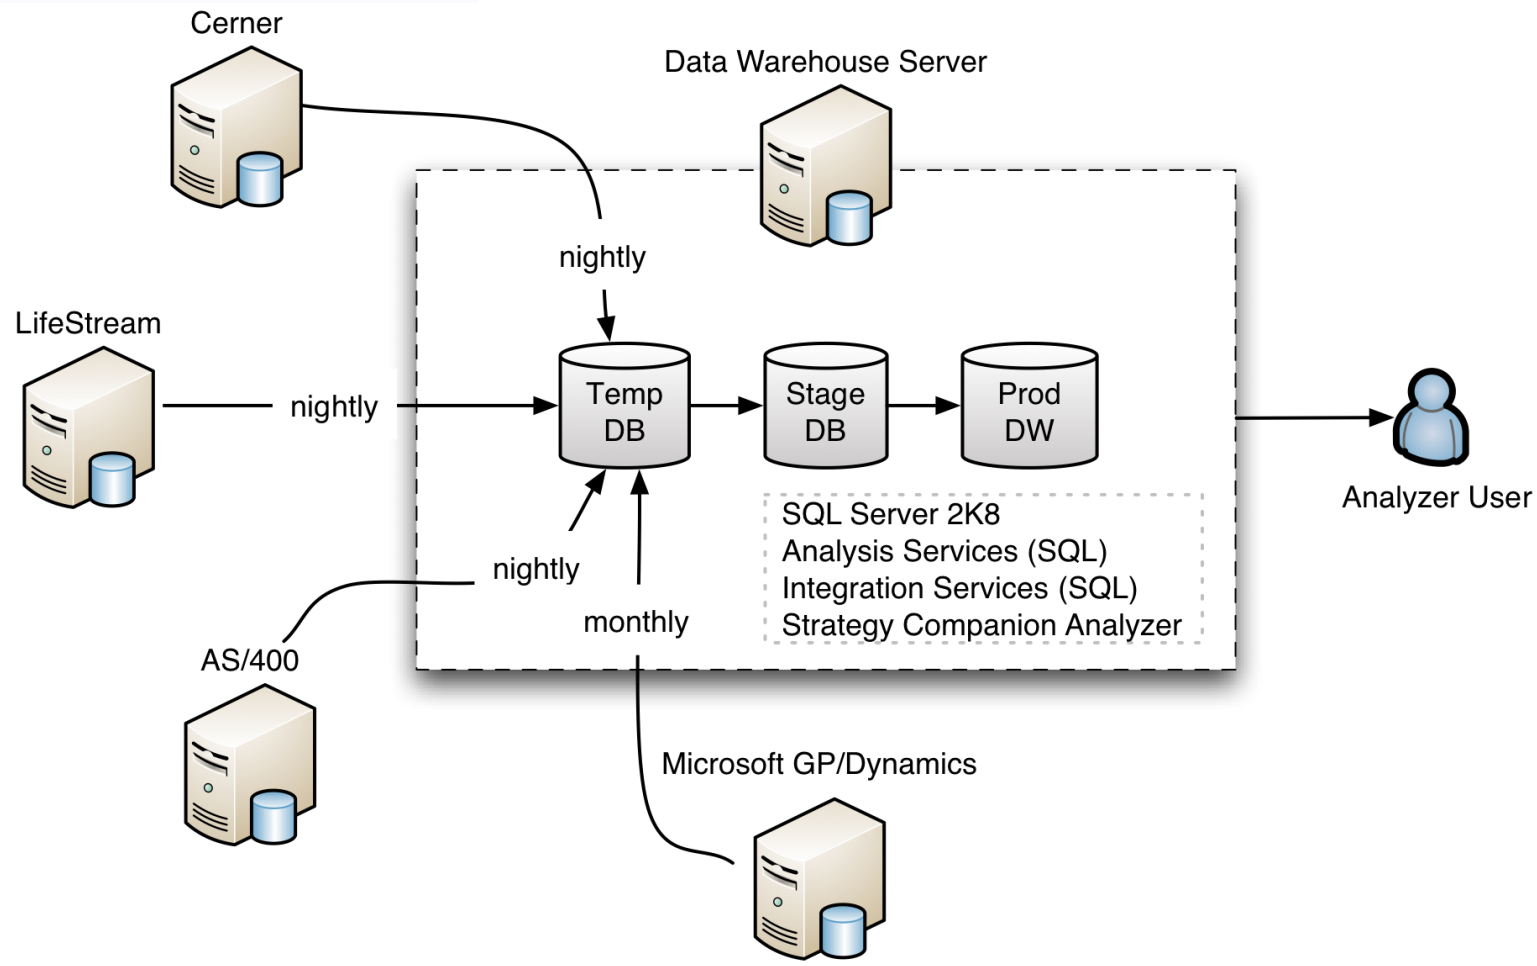 Cerner
Data Warehouse Server
nightly
LifeStream
nightly
Temp
DB
Stage
DB
Prod
DW
Analyzer User
SQL Server 2K8
Analysis Services (SQL)
Integration Services (SQL)
Strategy Companion Analyzer
nightly
monthly
AS/400
Microsoft GP/Dynamics